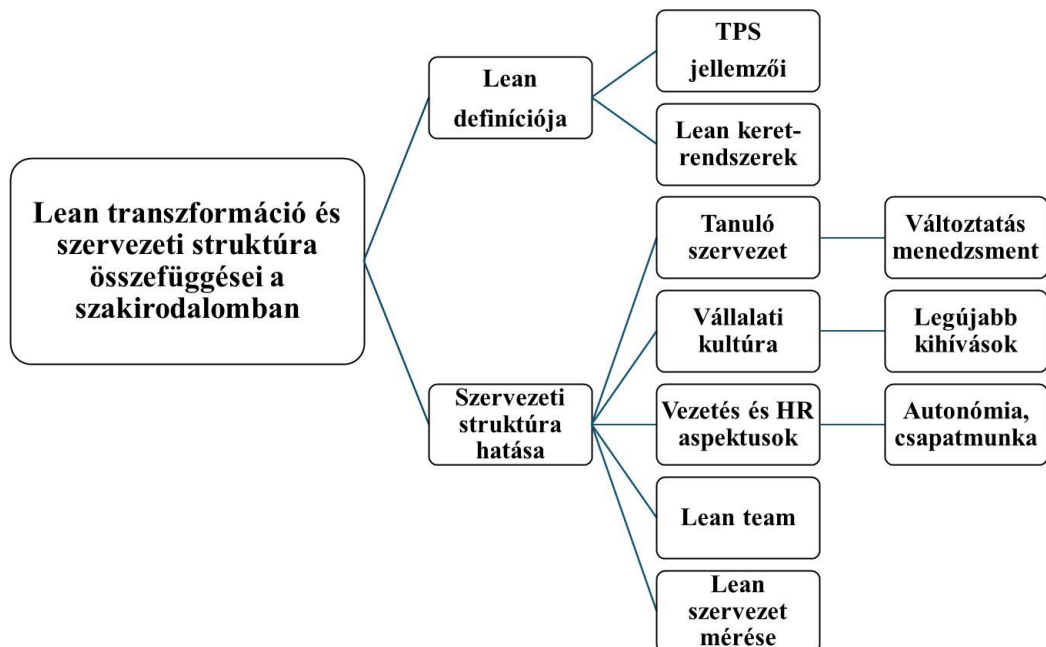 Lean transzformáció és
szervezeti struktúra
összefüggései a
szakirodalomban
Lean
definíciója
TPS
jellemzői
Lean keret-
rendszerek
Szervezeti
struktúra
hatása
Tanuló
szervezet
Változtatás
menedzsment
Vállalati
kultúra
Legújabb
kihívások
Vezetés és HR
aspektusok
Autonómia,
csapatmunka
Lean team
Lean
szervezet
mérése